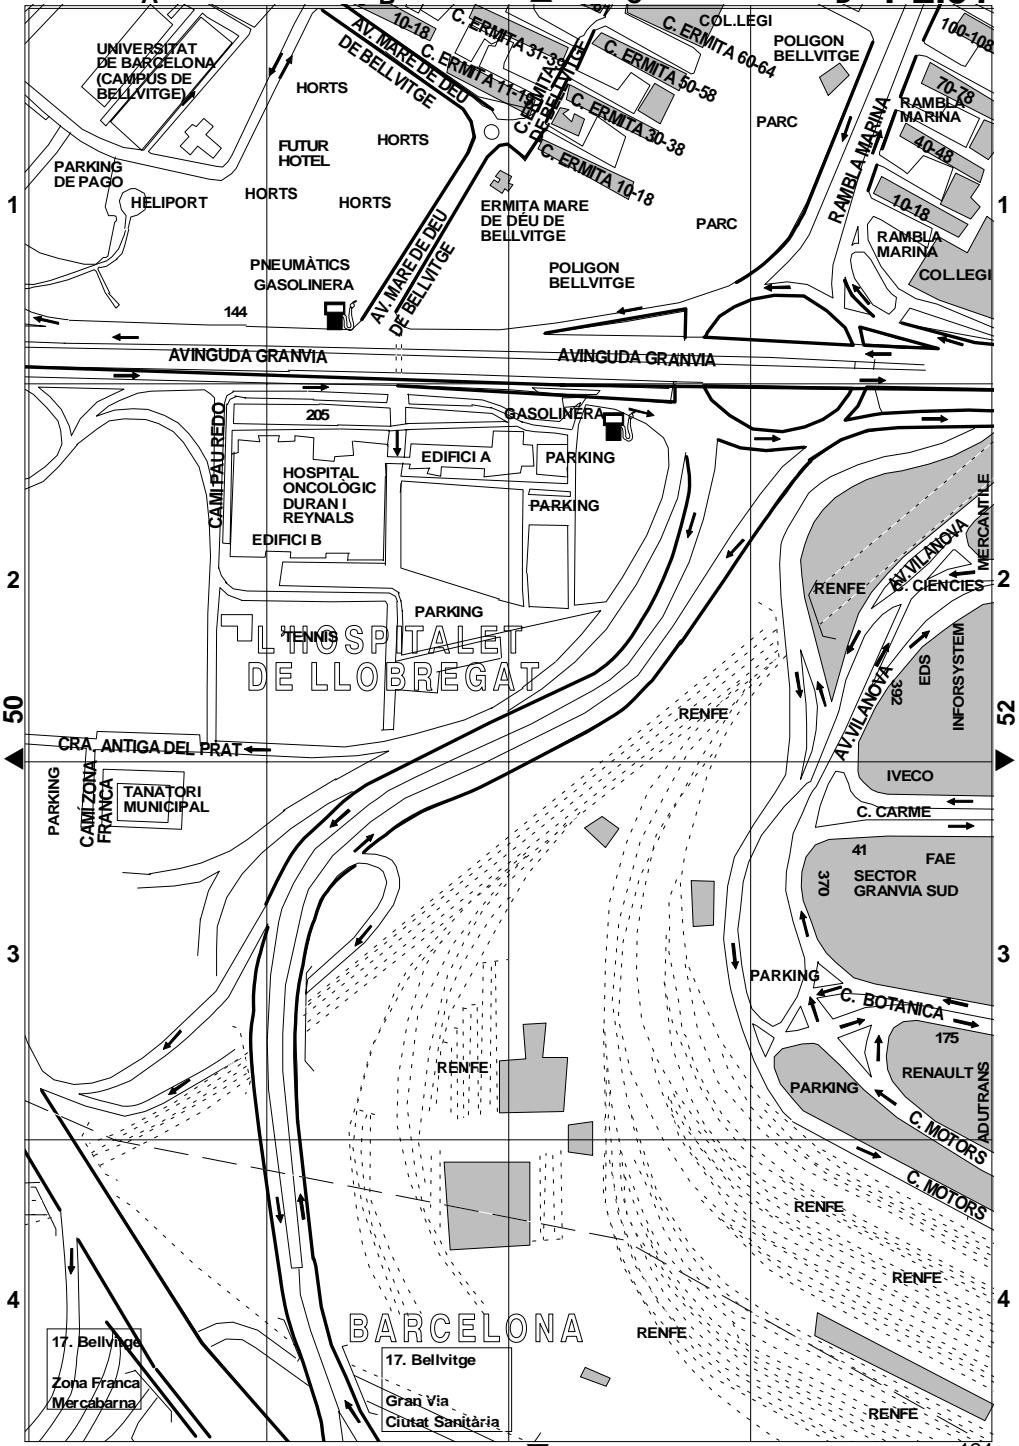 10-18
C. ERMITA 31-39
C. ERMITA 60-64
COL.LEGI
POLIGON
BELLVITGE
100-108
AV. MARE DE DEU
DE BELLVITGE
C. ERMITA 11-19
C. ERMITA
DE BELLVITGE
C. ERMITA 50-58
UNIVERSITAT
DE BARCELONA
(CAMPUS DE
BELLVITGE)
HORTS
70-78
RAMBLA
MARINA
C. ERMITA 30-38
PARC
RAMBLA MARINA
40-48
FUTUR
HOTEL
HORTS
C. ERMITA 10-18
PARKING
DE PAGO
HELIPORT
HORTS
HORTS
1
1
ERMITA MARE
DE DÉU DE
BELLVITGE
PARC
10-18
RAMBLA
MARINA
COL.LEGI
AV. MARE DE DEU
DE BELLVITGE
PNEUMÀTICS
GASOLINERA
POLIGON
BELLVITGE
144
AVINGUDA GRANVIA
AVINGUDA GRANVIA
CAMI PAU REDO
205
GASOLINERA
EDIFICI A
PARKING
HOSPITAL
ONCOLÒGIC
DURAN I
REYNALS
PARKING
EDIFICI B
MERCANTILE
AV.VILANOVA
C. CIENCIES
RENFE
2
2
PARKING
TENNIS
L'HOSPITALET
DE LLOBREGAT
EDS
INFORSYSTEM
392
AV.VILANOVA
50
52
RENFE
CRA. ANTIGA DEL PRAT
PARKING
CAMÍ ZONA
FRANCA
TANATORI
MUNICIPAL
IVECO
C. CARME
41
FAE
SECTOR
GRANVIA SUD
370
3
3
PARKING
C. BOTANICA
175
RENFE
RENAULT
ADUTRANS
PARKING
C. MOTORS
C. MOTORS
RENFE
RENFE
4
4
BARCELONA
RENFE
17. Bellvitge
Zona Franca
Mercabarna
17. Bellvitge
Gran Via
Ciutat Sanitària
RENFE